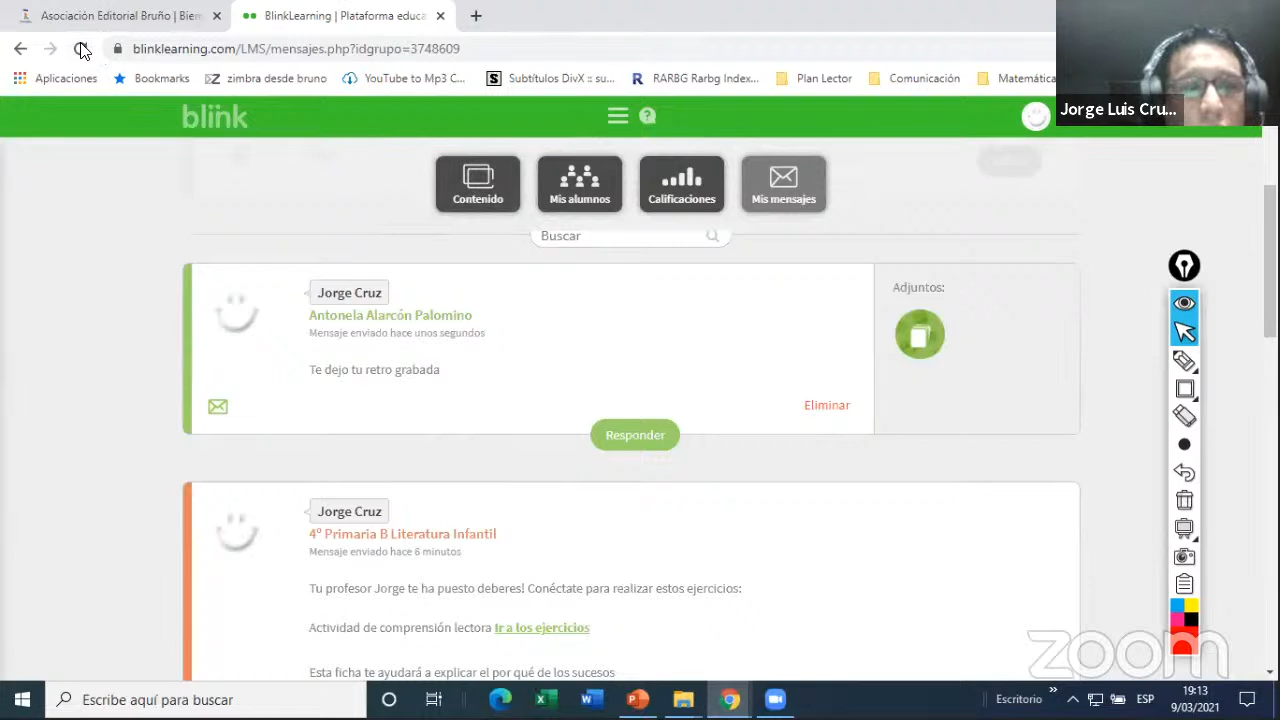 Asociación Editorial Bruño | Bien
BlinkLearning | Plataforma educa
blinklearning.com/LMS/mensajes.php?idgrupo=3748609
Aplicaciones
Bookmarks
zimbra desde bruno
YouTube to Mp3 C...
Subtítulos DivX :: su...
RARBG Rarbg Index...
Plan Lector
Comunicación
Matemática
Jorge Luis Cru...
blink
Contenido
Mis alumnos
Calificaciones
Mis mensajes
Buscar
Jorge Cruz
Antonela Alarcón Palomino
Mensaje enviado hace unos segundos
Te dejo tu retro grabada
Adjuntos:
Eliminar
Responder
Jorge Cruz
4º Primaria B Literatura Infantil
Mensaje enviado hace 6 minutos
Tu profesor Jorge te ha puesto deberes! Conéctate para realizar estos ejercicios:
Actividad de comprensión lectora Ir a los ejercicios
Esta ficha te ayudará a explicar el por qué de los sucesos
zoom
Escribe aquí para buscar
Escritorio
ESP
19:13
9/03/2021